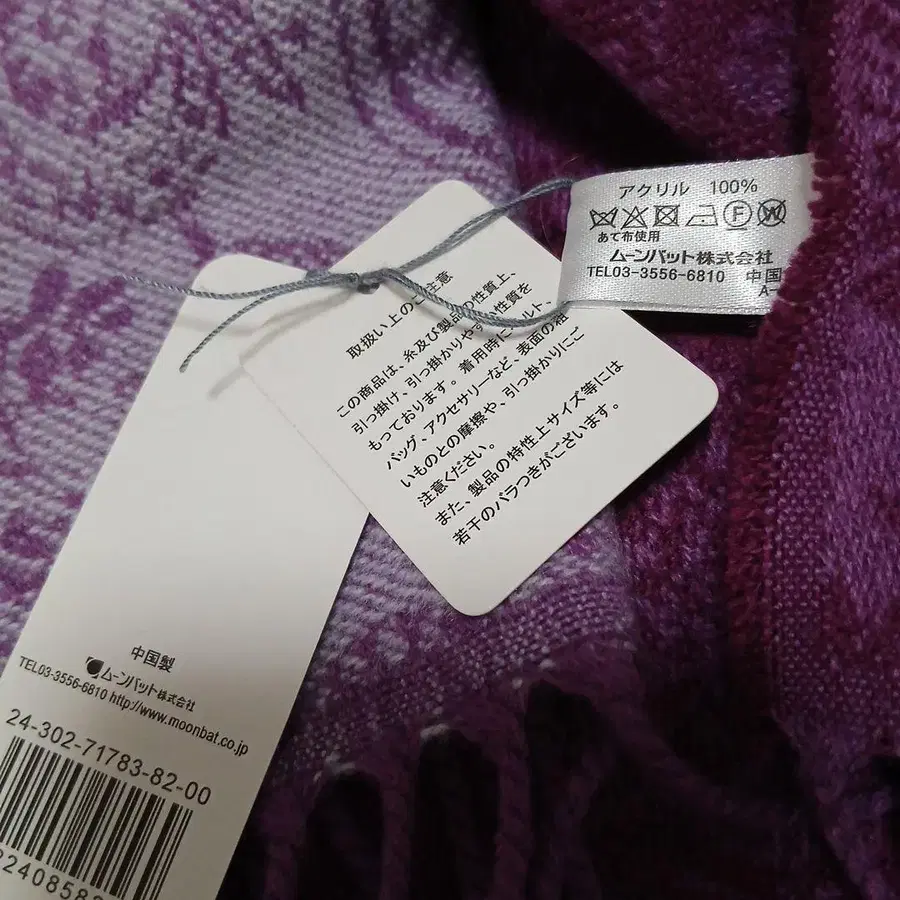 アクリル 100%
F W
あて布使用
ムーンバット株式会社
TEL03-3556-6810 中国
A-
取扱い上のご注意
この商品は、糸及び製品の性質上、
引っ掛け、引っ掛かりやすい性質を
もっております。着用時にベルト、
バッグ、アクセサリーなど、表面の粗
いものとの摩擦や、引っ掛かりにご
注意ください。
また、製品の特性上サイズ等には
若干のバラつきがございます。
中国製
ムーンバット株式会社
TEL03-3556-6810 http://www.moonbat.co.jp
24-302-71783-82-00
2240858